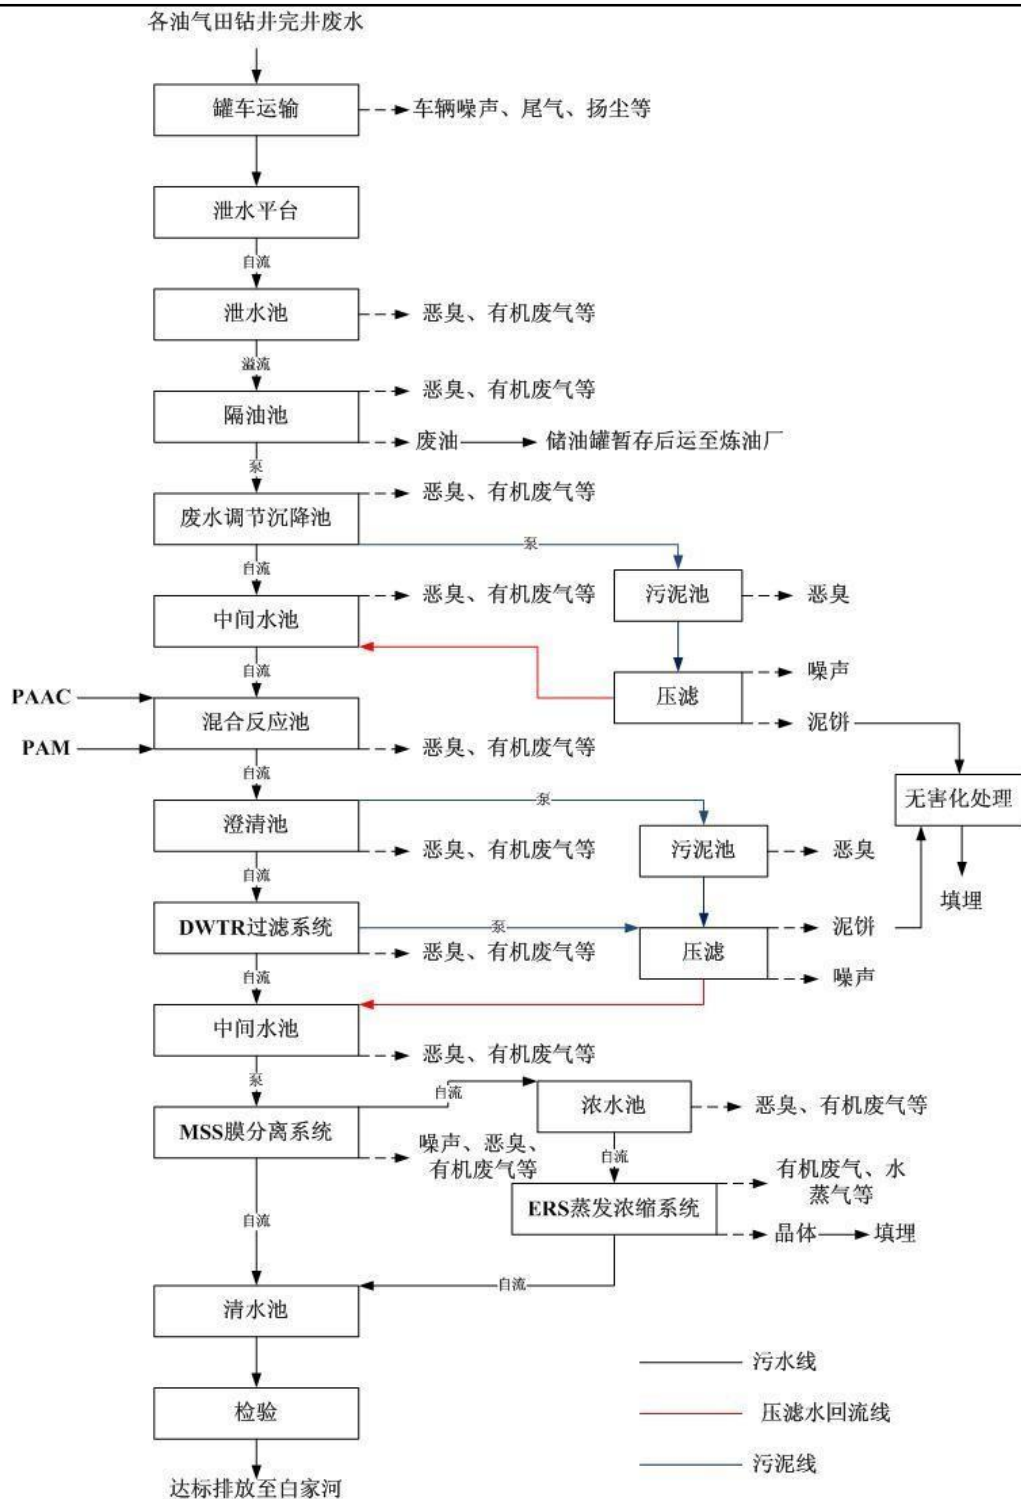 各油气田钻井完井废水
罐车运输
车辆噪声、尾气、扬尘等
泄水平台
自流
泄水池
恶臭、有机废气等
溢流
恶臭、有机废气等
隔油池
废油
储油罐暂存后运至炼油厂
泵
恶臭、有机废气等
废水调节沉降池
泵
自流
恶臭、有机废气等
污泥池
恶臭
中间水池
自流
噪声
压滤
PAAC
混合反应池
泥饼
PAM
恶臭、有机废气等
自流
无害化处理
泵
澄清池
污泥池
恶臭
恶臭、有机废气等
自流
填埋
DWTR过滤系统
泵
泥饼
压滤
恶臭、有机废气等
噪声
自流
中间水池
恶臭、有机废气等
泵
自流
浓水池
恶臭、有机废气等
MSS膜分离系统
噪声、恶臭、
有机废气等
自流
有机废气、水
蒸气等
ERS蒸发浓缩系统
晶体
填埋
自流
自流
清水池
污水线
检验
压滤水回流线
污泥线
达标排放至白家河